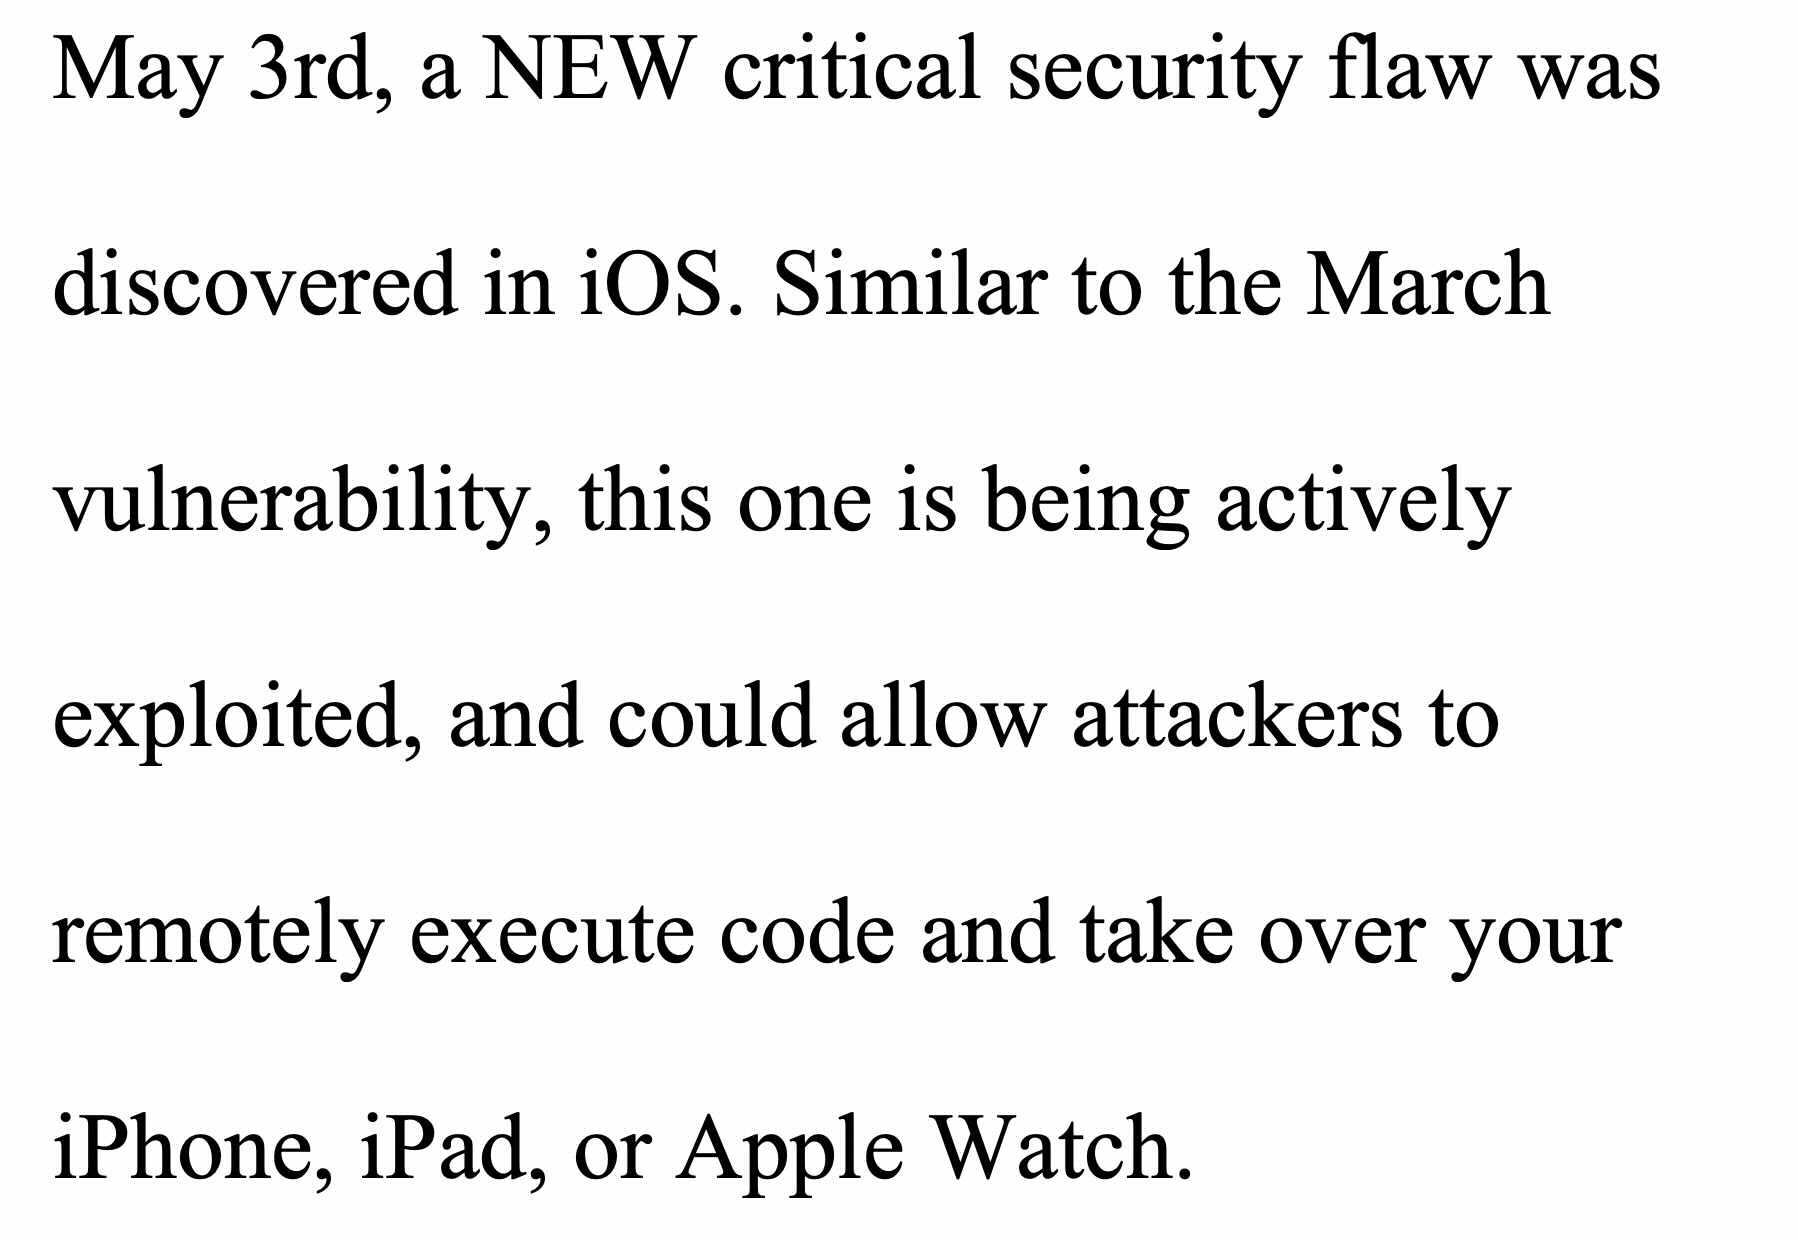 May 3rd, a NEW critical security flaw was
discovered in iOS. Similar to the March
vulnerability, this one is being actively
exploited, and could allow attackers to
remotely execute code and take over your
iPhone, iPad, or Apple Watch.